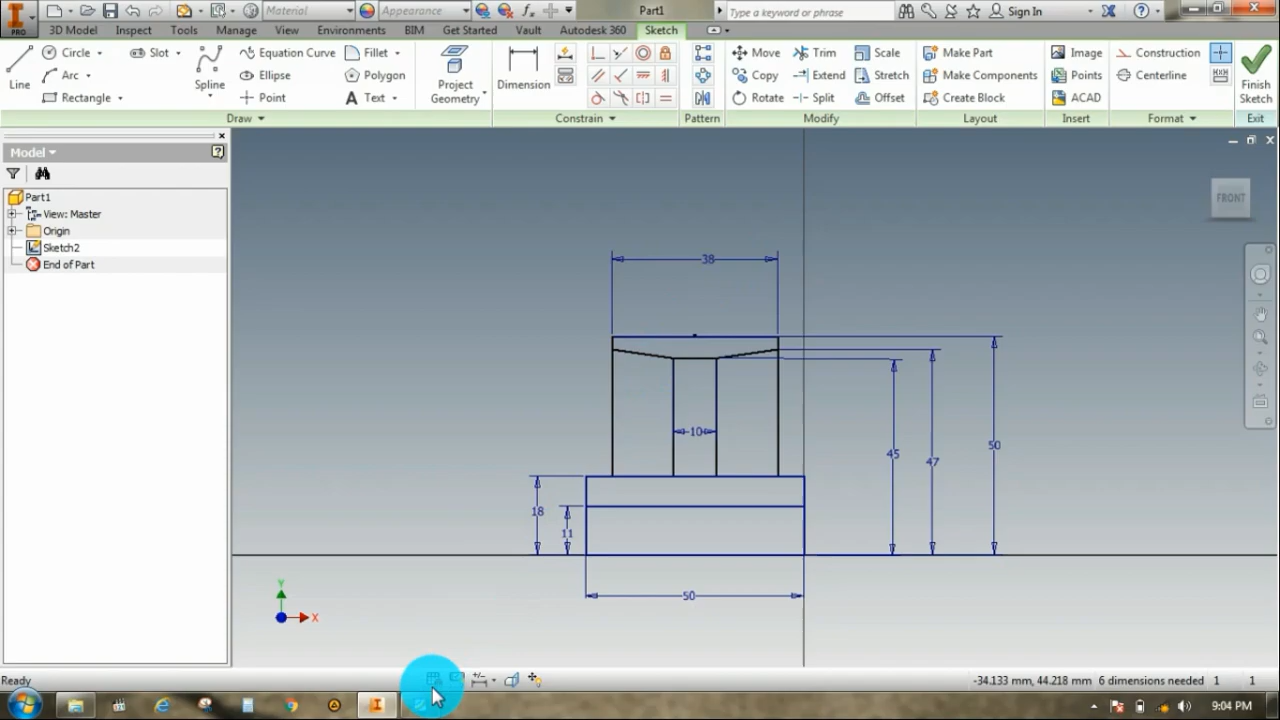 Material
Appearance
Part1
Type a keyword or phrase
Sign In
PRO
3D Model
Inspect
Tools
Manage
View
Environments
BIM
Get Started
Vault
Autodesk 360
Sketch
Line
Circle
Arc
Rectangle
Slot
Spline
Equation Curve
Ellipse
Point
Fillet
Polygon
Text
Project Geometry
Dimension
Move
Copy
Rotate
Trim
Extend
Split
Scale
Stretch
Offset
Make Part
Make Components
Create Block
Image
Points
ACAD
Construction
Centerline
Finish Sketch
Draw
Constrain
Pattern
Modify
Layout
Insert
Format
Exit
Model
Part1
View: Master
Origin
Sketch2
End of Part
FRONT
38
10
45
47
50
18
11
50
Y
X
Ready
-34.133 mm, 44.218 mm
6 dimensions needed
1
1
9:04 PM